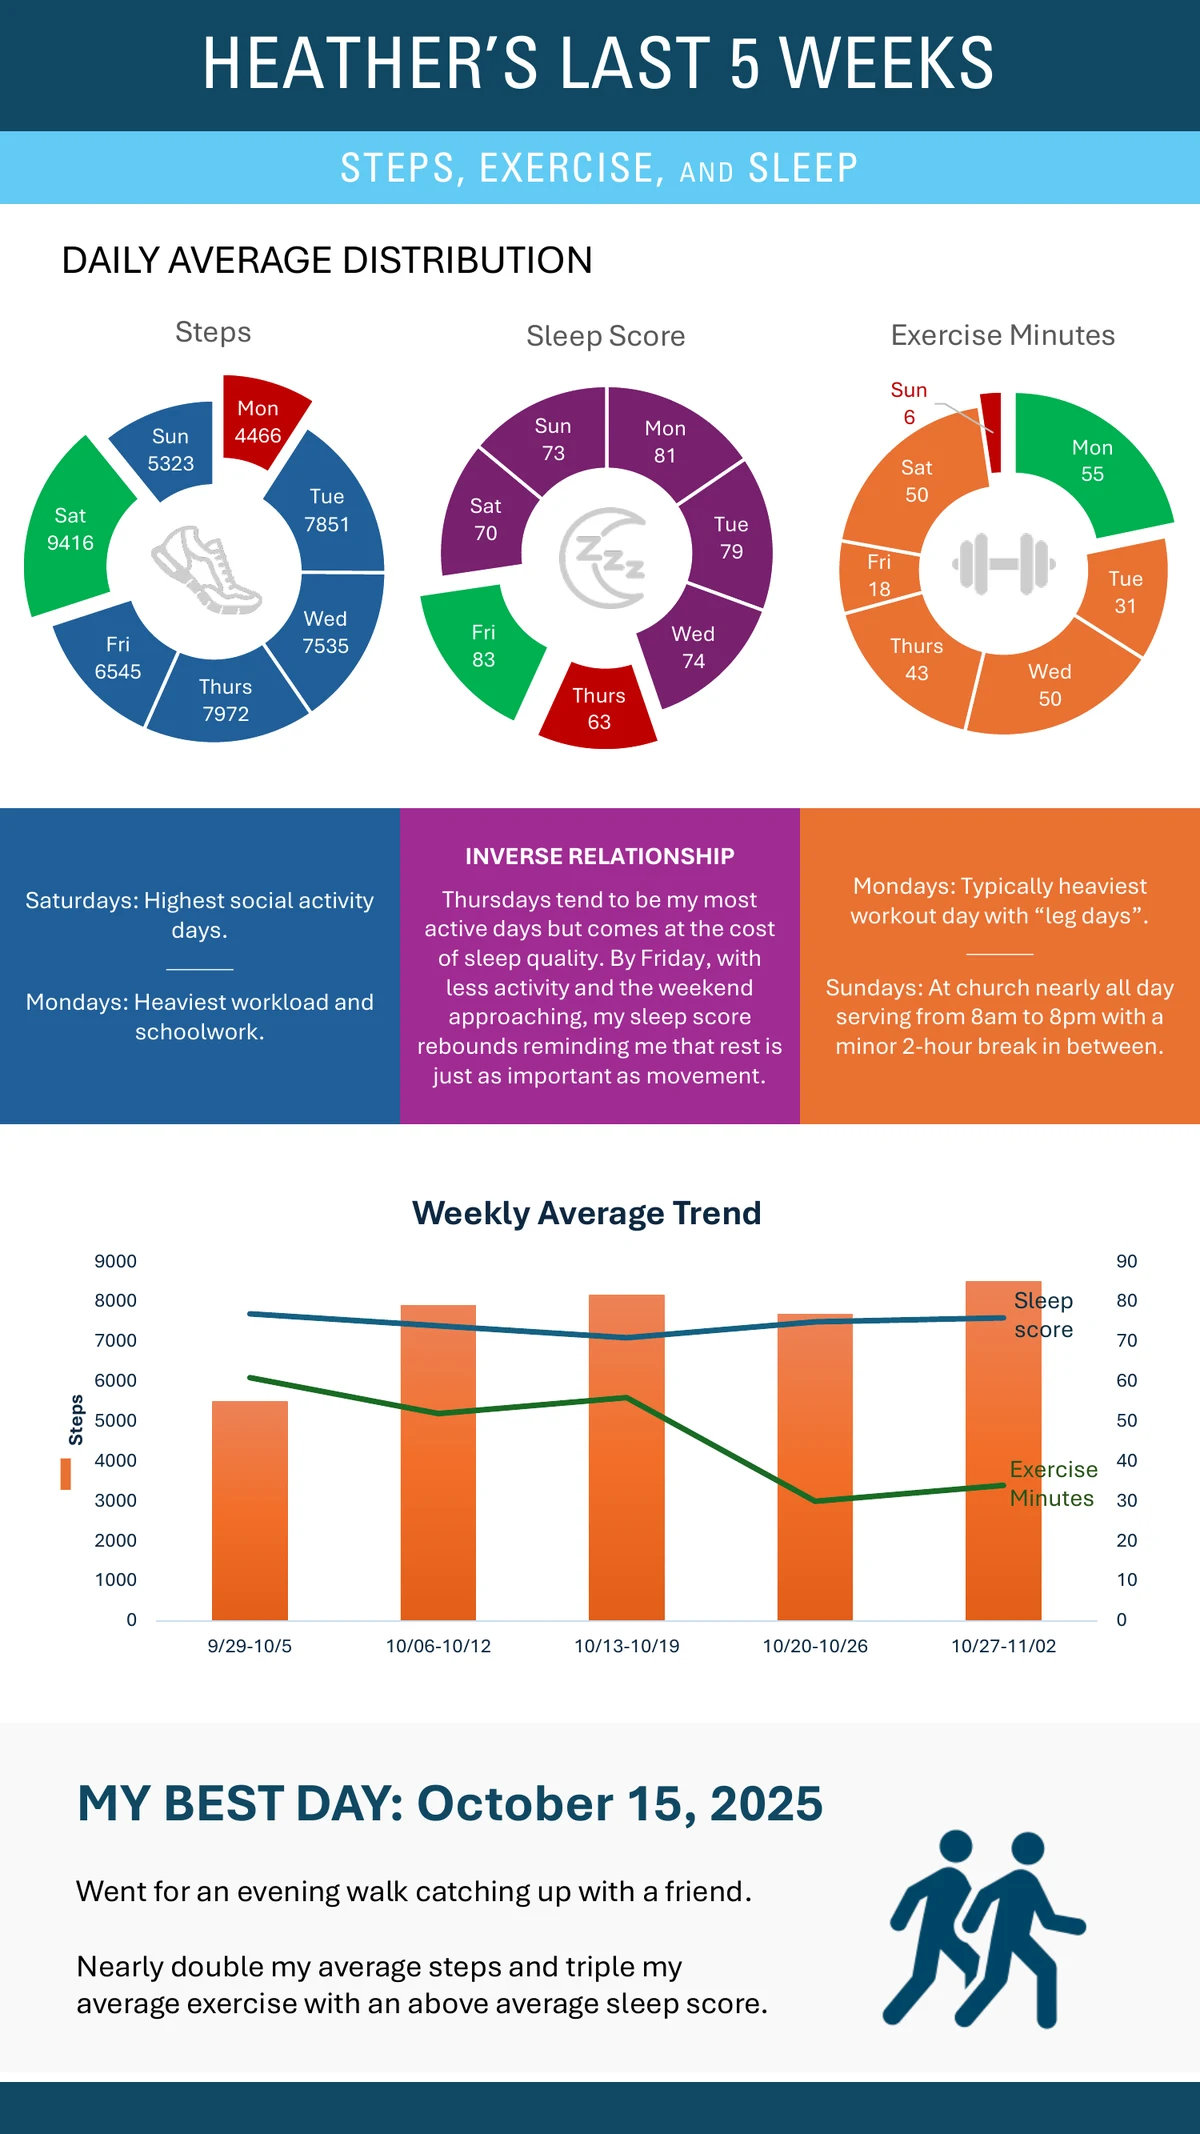 HEATHER’S LAST 5 WEEKS
STEPS, EXERCISE, AND SLEEP
DAILY AVERAGE DISTRIBUTION
Steps
Mon
4466
Tue
7851
Wed
7535
Thurs
7972
Fri
6545
Sat
9416
Sun
5323
Sleep Score
Mon
81
Tue
79
Wed
74
Thurs
63
Fri
83
Sat
70
Sun
73
ZZZ
Exercise Minutes
Mon
55
Tue
31
Wed
50
Thurs
43
Fri
18
Sat
50
Sun
6
Saturdays: Highest social activity
days.
Mondays: Heaviest workload and
schoolwork.
INVERSE RELATIONSHIP
Thursdays tend to be my most
active days but comes at the cost
of sleep quality. By Friday, with
less activity and the weekend
approaching, my sleep score
rebounds reminding me that rest is
just as important as movement.
Mondays: Typically heaviest
workout day with “leg days”.
Sundays: At church nearly all day
serving from 8am to 8pm with a
minor 2-hour break in between.
Weekly Average Trend
Steps
9000
8000
7000
6000
5000
4000
3000
2000
1000
0
90
80
70
60
50
40
30
20
10
0
Sleep
score
Exercise
Minutes
9/29-10/5
10/06-10/12
10/13-10/19
10/20-10/26
10/27-11/02
MY BEST DAY: October 15, 2025
Went for an evening walk catching up with a friend.
Nearly double my average steps and triple my
average exercise with an above average sleep score.